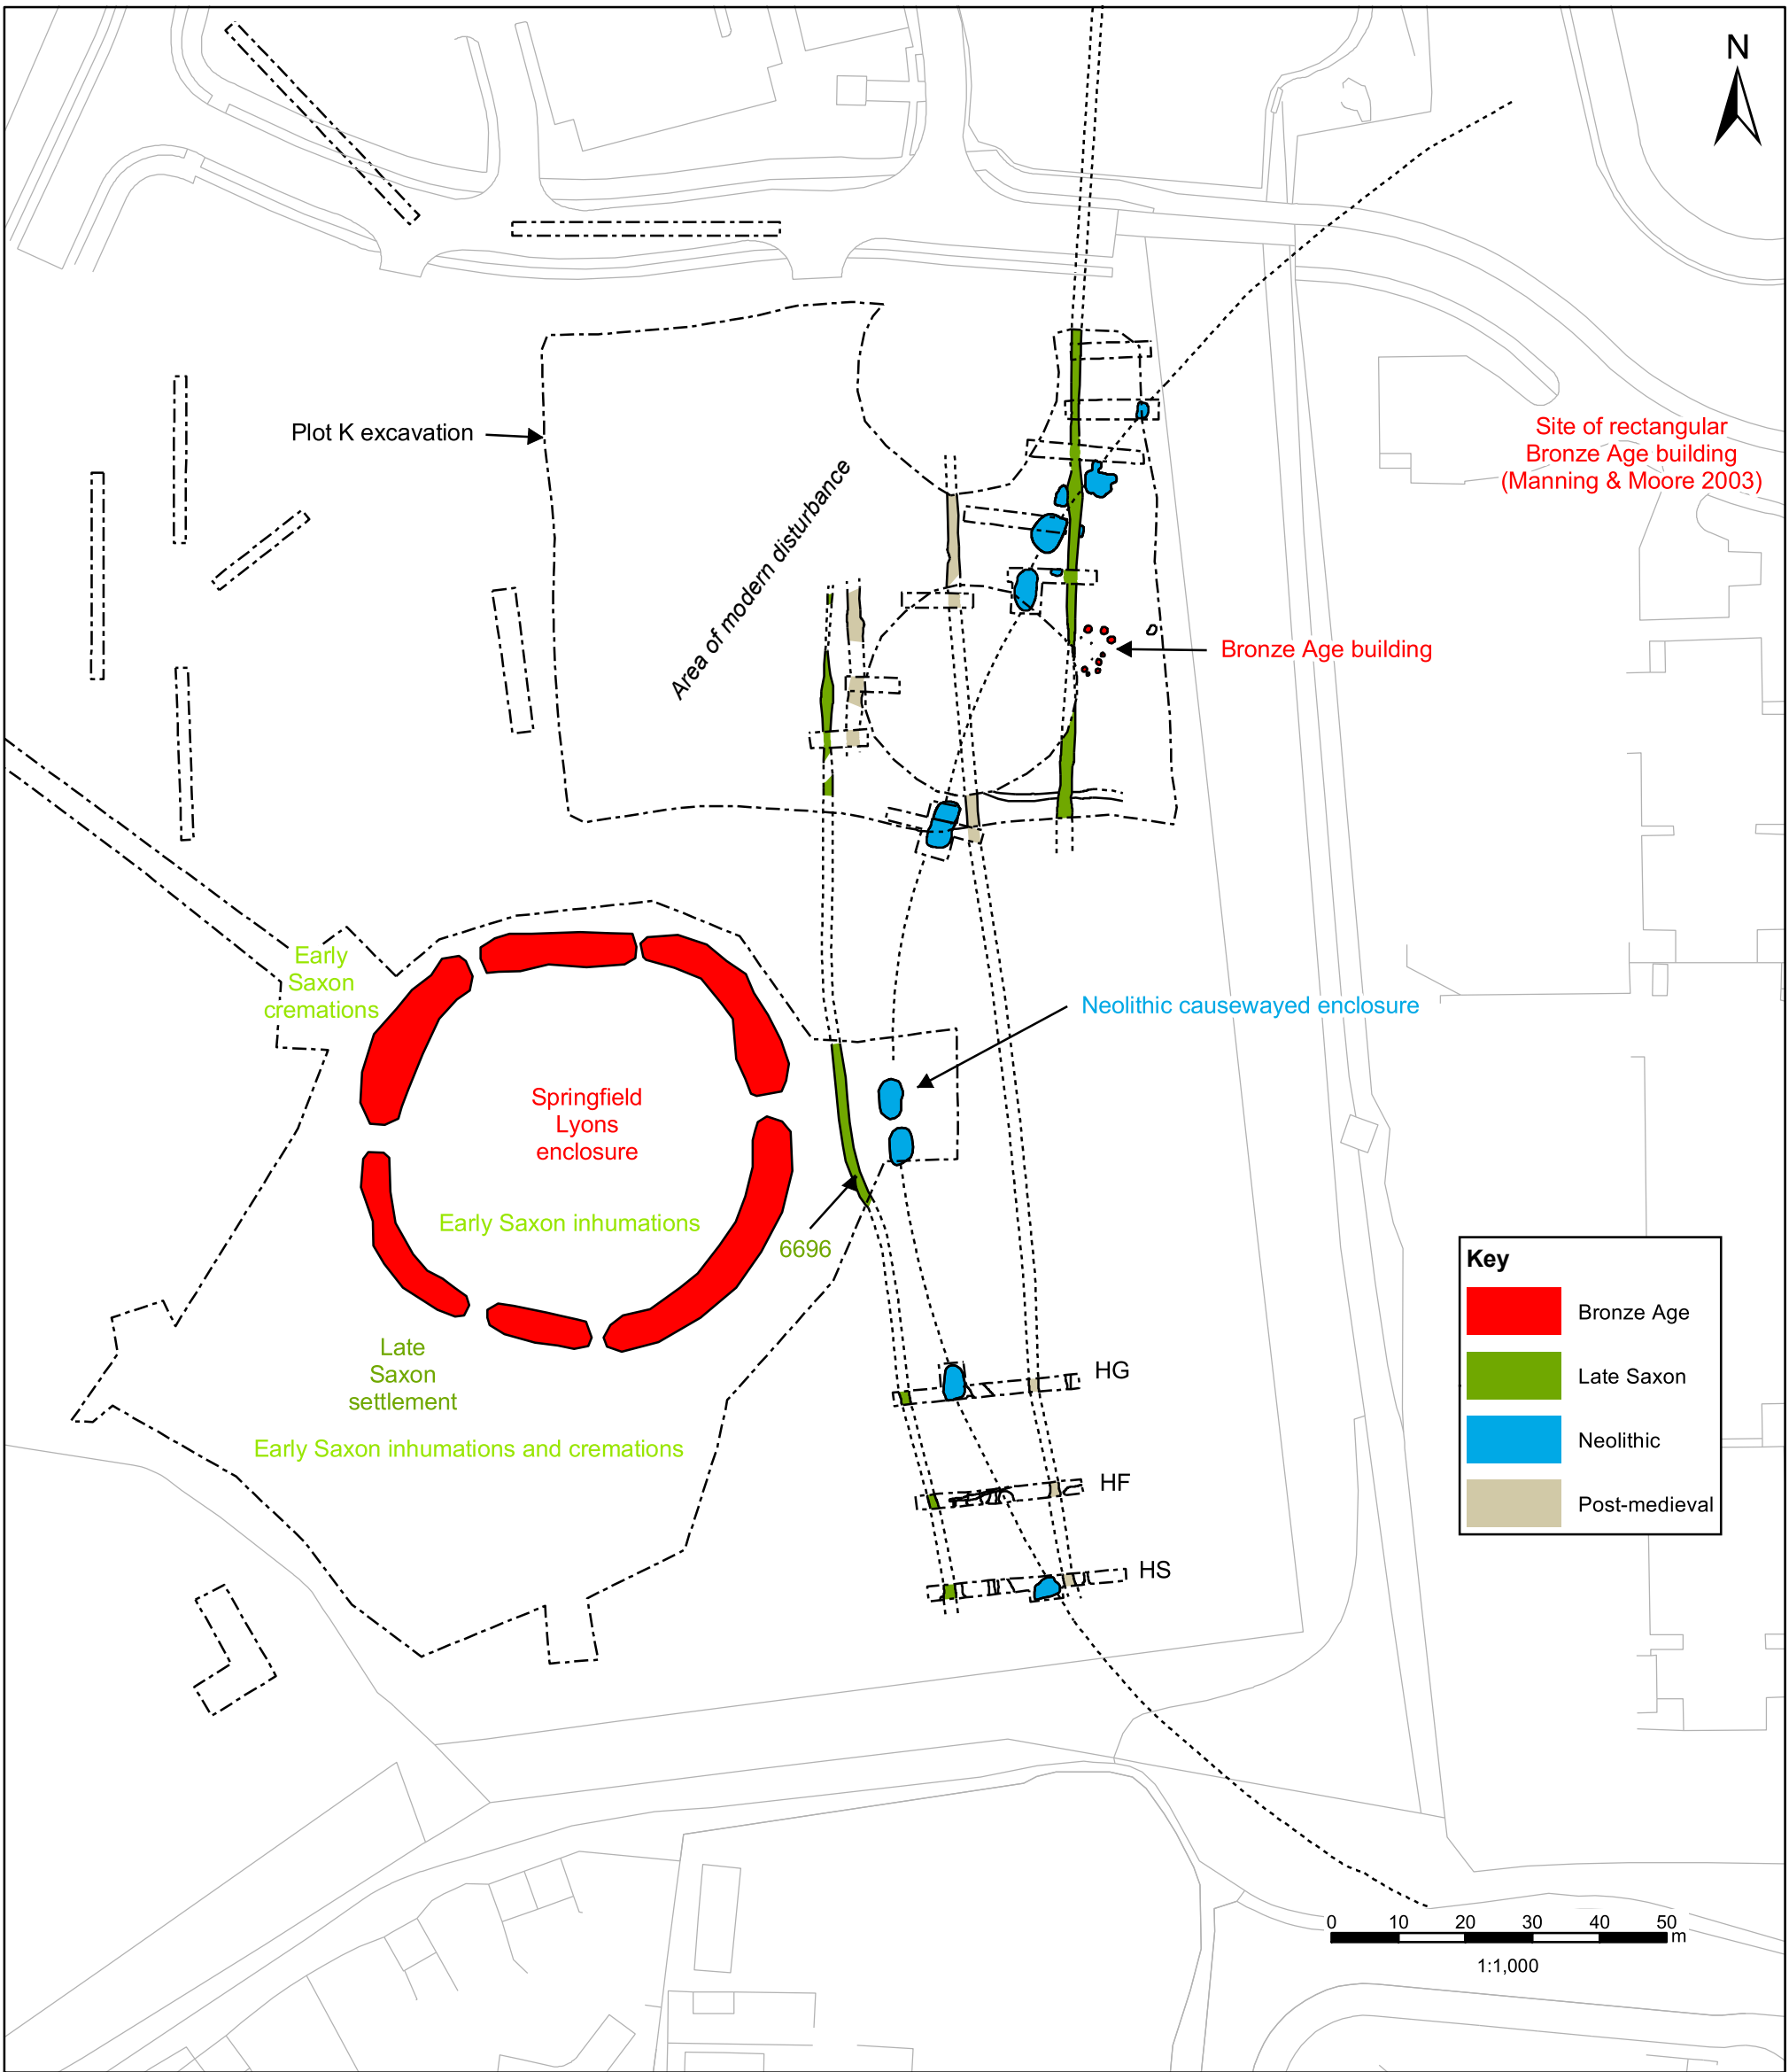 N
Plot K excavation
Area of modern disturbance
Site of rectangular
Bronze Age building
(Manning & Moore 2003)
Bronze Age building
Early
Saxon
cremations
Neolithic causewayed enclosure
Springfield
Lyons
enclosure
Early Saxon inhumations
6696
Late
Saxon
settlement
Early Saxon inhumations and cremations
HG
HF
HS
Key
Bronze Age
Late Saxon
Neolithic
Post-medieval
0 10 20 30 40 50
m
1:1,000